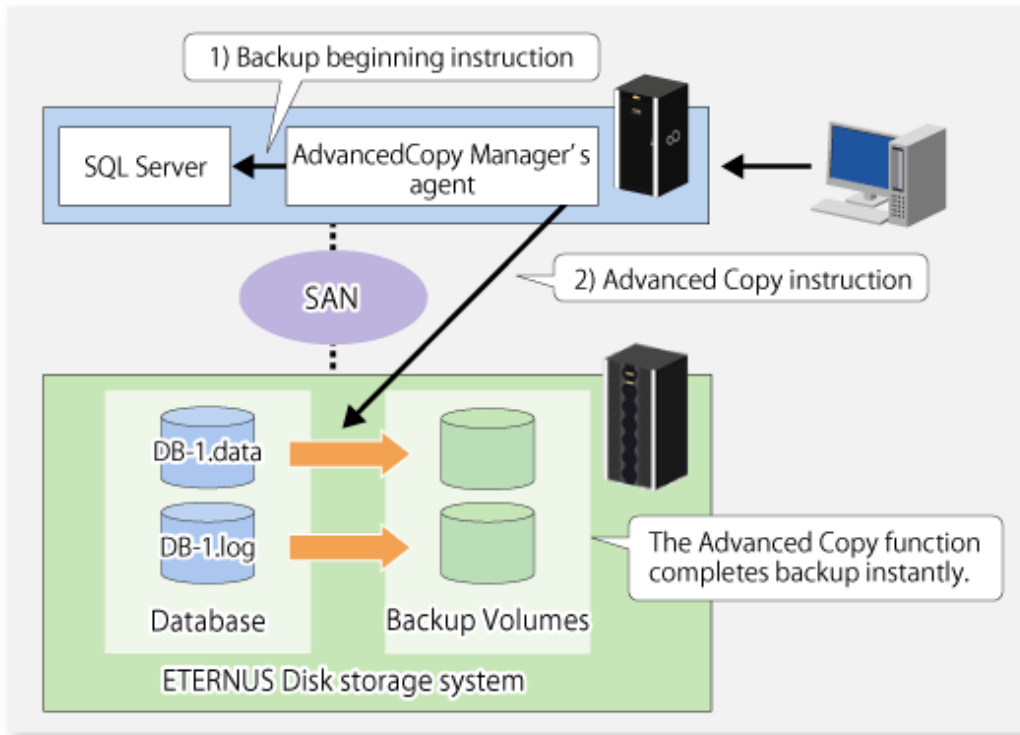 1) Backup beginning instruction
SQL Server
AdvancedCopy Manager's
agent
SAN
2) Advanced Copy instruction
DB-1.data
DB-1.log
The Advanced Copy function
completes backup instantly.
Database
Backup Volumes
ETERNUS Disk storage system